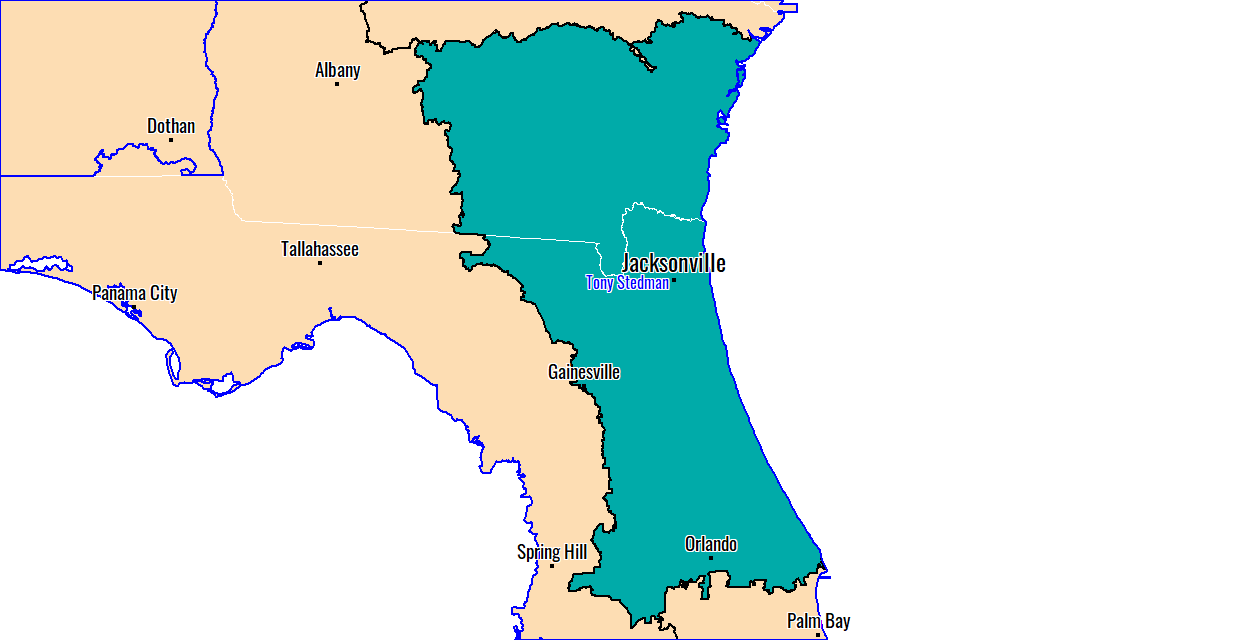 Albany
Dothan
Tallahassee
Jacksonville
Tony Stedman
Panama City
Gainesville
Orlando
Spring Hill
Palm Bay